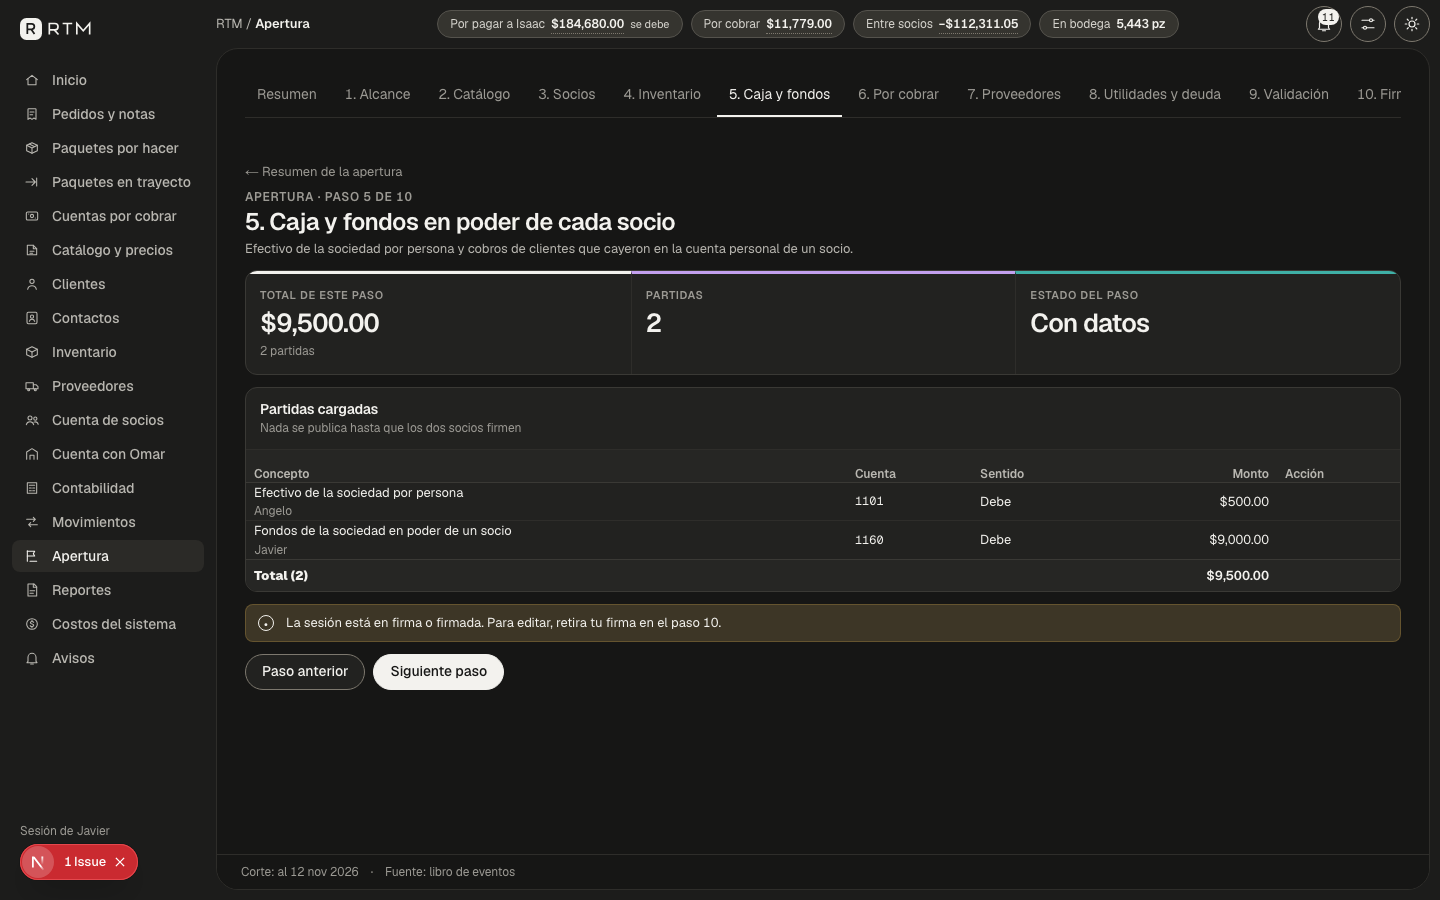 R RTM
RTM / Apertura
Por pagar a Isaac $184,680.00 se debe
Por cobrar $11,779.00
Entre socios −$112,311.05
En bodega 5,443 pz
11
Inicio
Pedidos y notas
Paquetes por hacer
Paquetes en trayecto
Cuentas por cobrar
Catálogo y precios
Clientes
Contactos
Inventario
Proveedores
Cuenta de socios
Cuenta con Omar
Contabilidad
Movimientos
Apertura
Reportes
Costos del sistema
Avisos
Sesión de Javier
N 1 Issue
Resumen
1. Alcance
2. Catálogo
3. Socios
4. Inventario
5. Caja y fondos
6. Por cobrar
7. Proveedores
8. Utilidades y deuda
9. Validación
10. Firr
← Resumen de la apertura
APERTURA · PASO 5 DE 10
5. Caja y fondos en poder de cada socio
Efectivo de la sociedad por persona y cobros de clientes que cayeron en la cuenta personal de un socio.
TOTAL DE ESTE PASO
$9,500.00
2 partidas
PARTIDAS
2
ESTADO DEL PASO
Con datos
Partidas cargadas
Nada se publica hasta que los dos socios firmen
Concepto Cuenta Sentido Monto Acción
Efectivo de la sociedad por persona 1101 Debe $500.00
Angelo
Fondos de la sociedad en poder de un socio 1160 Debe $9,000.00
Javier
Total (2) $9,500.00
La sesión está en firma o firmada. Para editar, retira tu firma en el paso 10.
Paso anterior
Siguiente paso
Corte: al 12 nov 2026 · Fuente: libro de eventos